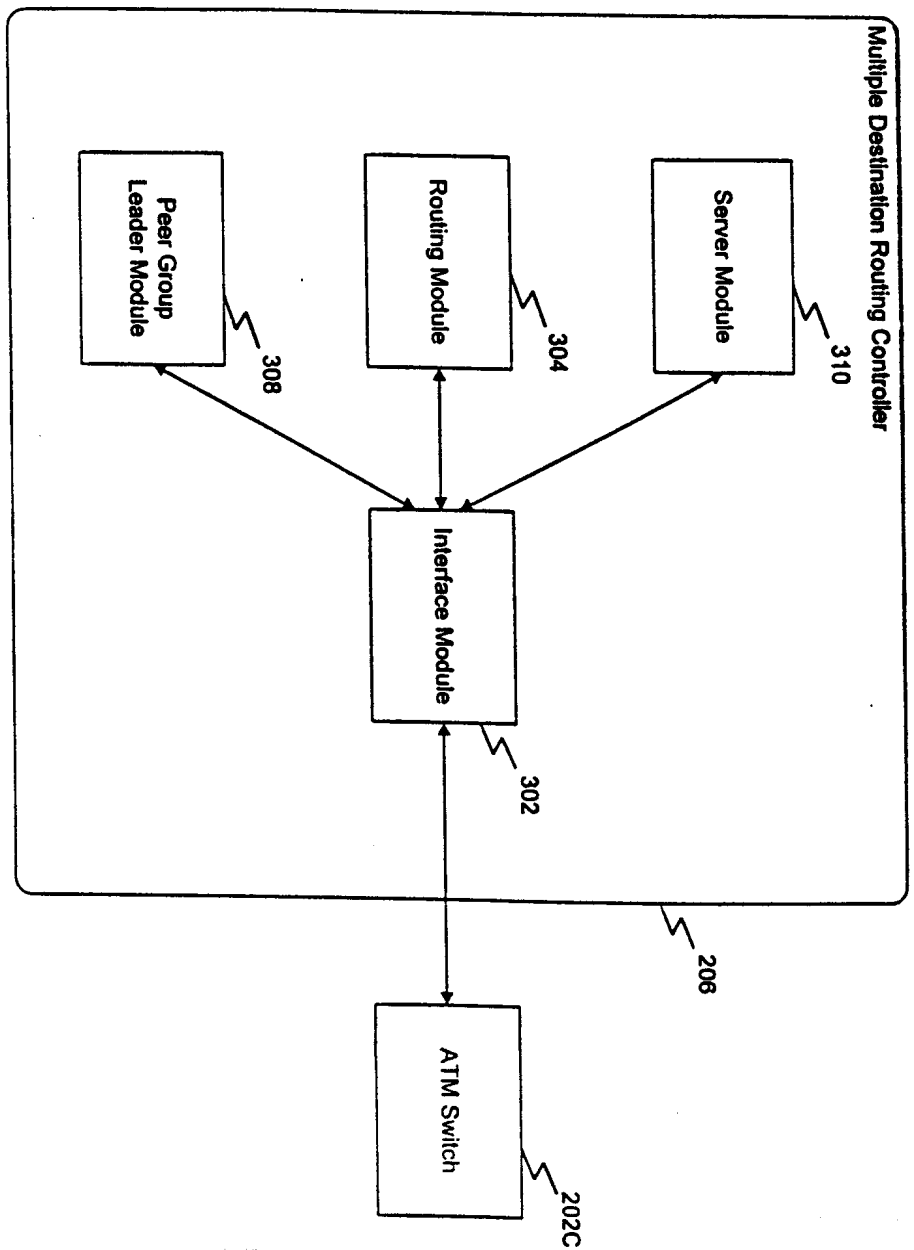 Multiple Destination Routing Controller
Server Module
310
Routing Module
304
Peer Group
Leader Module
308
Interface Module
302
206
ATM Switch
202C